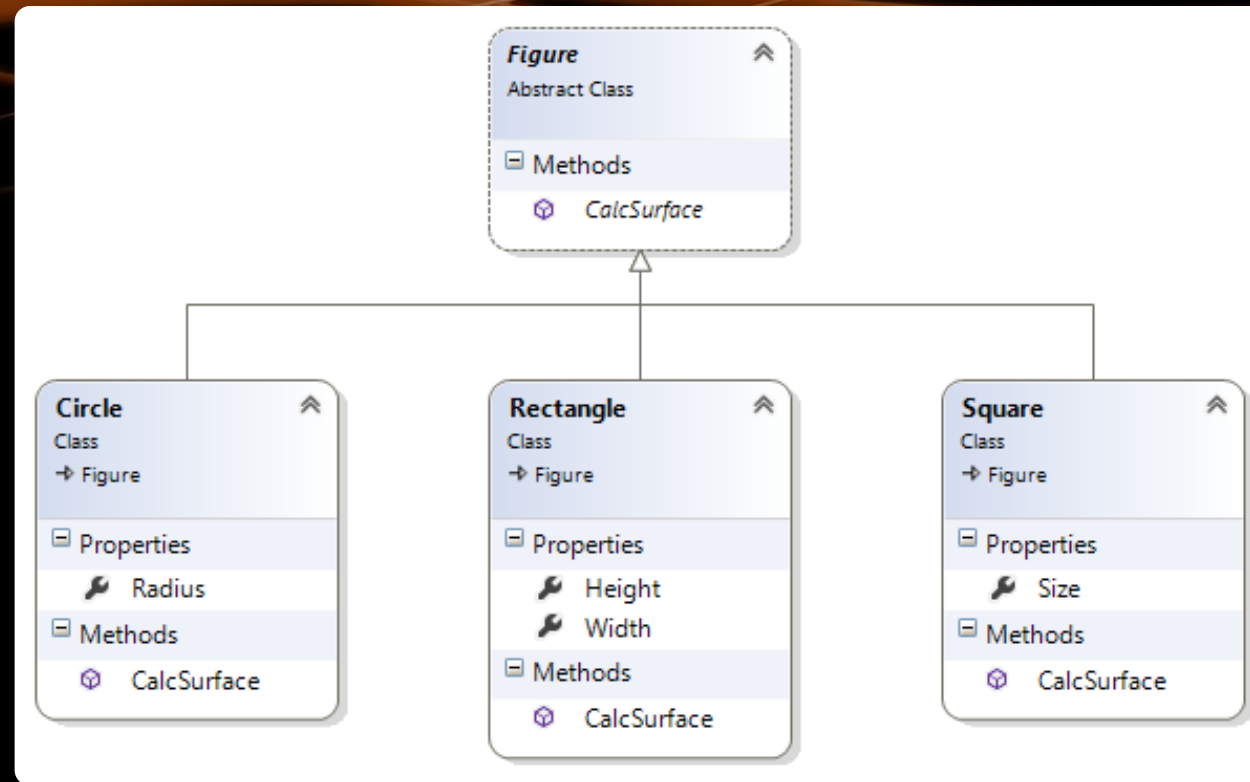 Figure
Abstract Class
Methods
CalcSurface
Circle
Class
Figure
Properties
Radius
Methods
CalcSurface
Rectangle
Class
Figure
Properties
Height
Width
Methods
CalcSurface
Square
Class
Figure
Properties
Size
Methods
CalcSurface